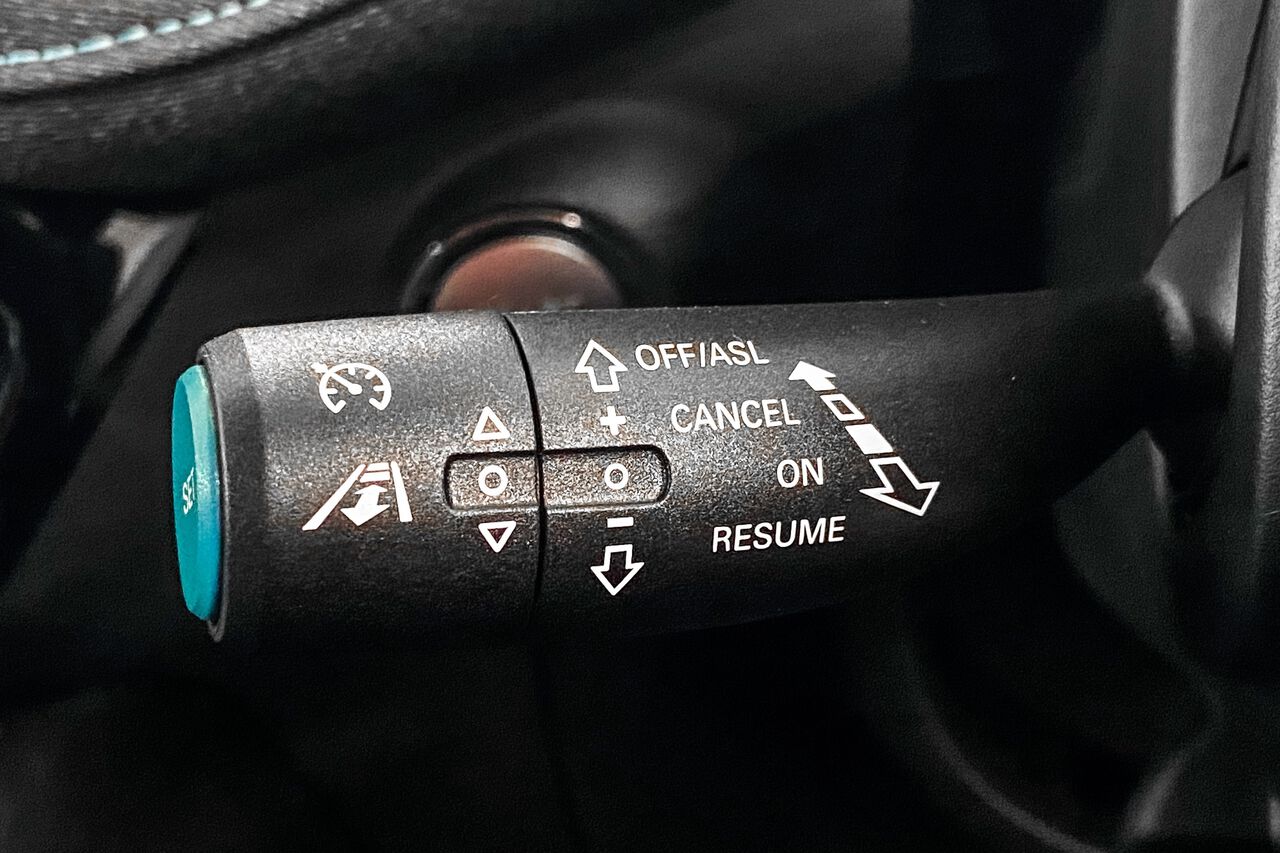 OFF/ASL
+
CANCEL
SET
ON
-
RESUME